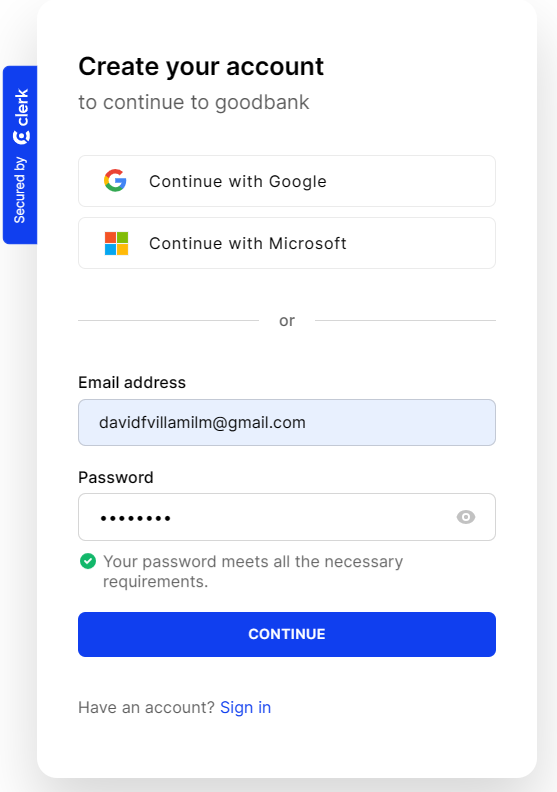 Create your account
to continue to goodbank
Secured by clerk
Continue with Google
Continue with Microsoft
or
Email address
davidfvillamilm@gmail.com
Password
••••••••
Your password meets all the necessary
requirements.
CONTINUE
Have an account? Sign in